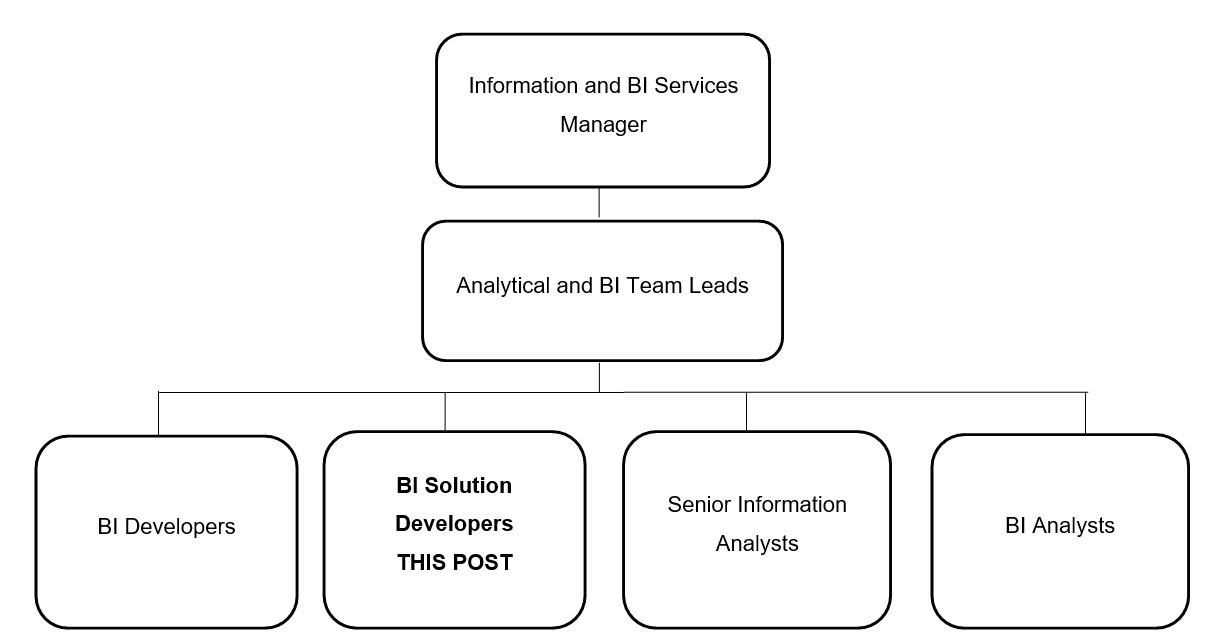 Information and BI Services
Manager
Analytical and BI Team Leads
BI Developers
BI Solution
Developers
THIS POST
Senior Information
Analysts
BI Analysts